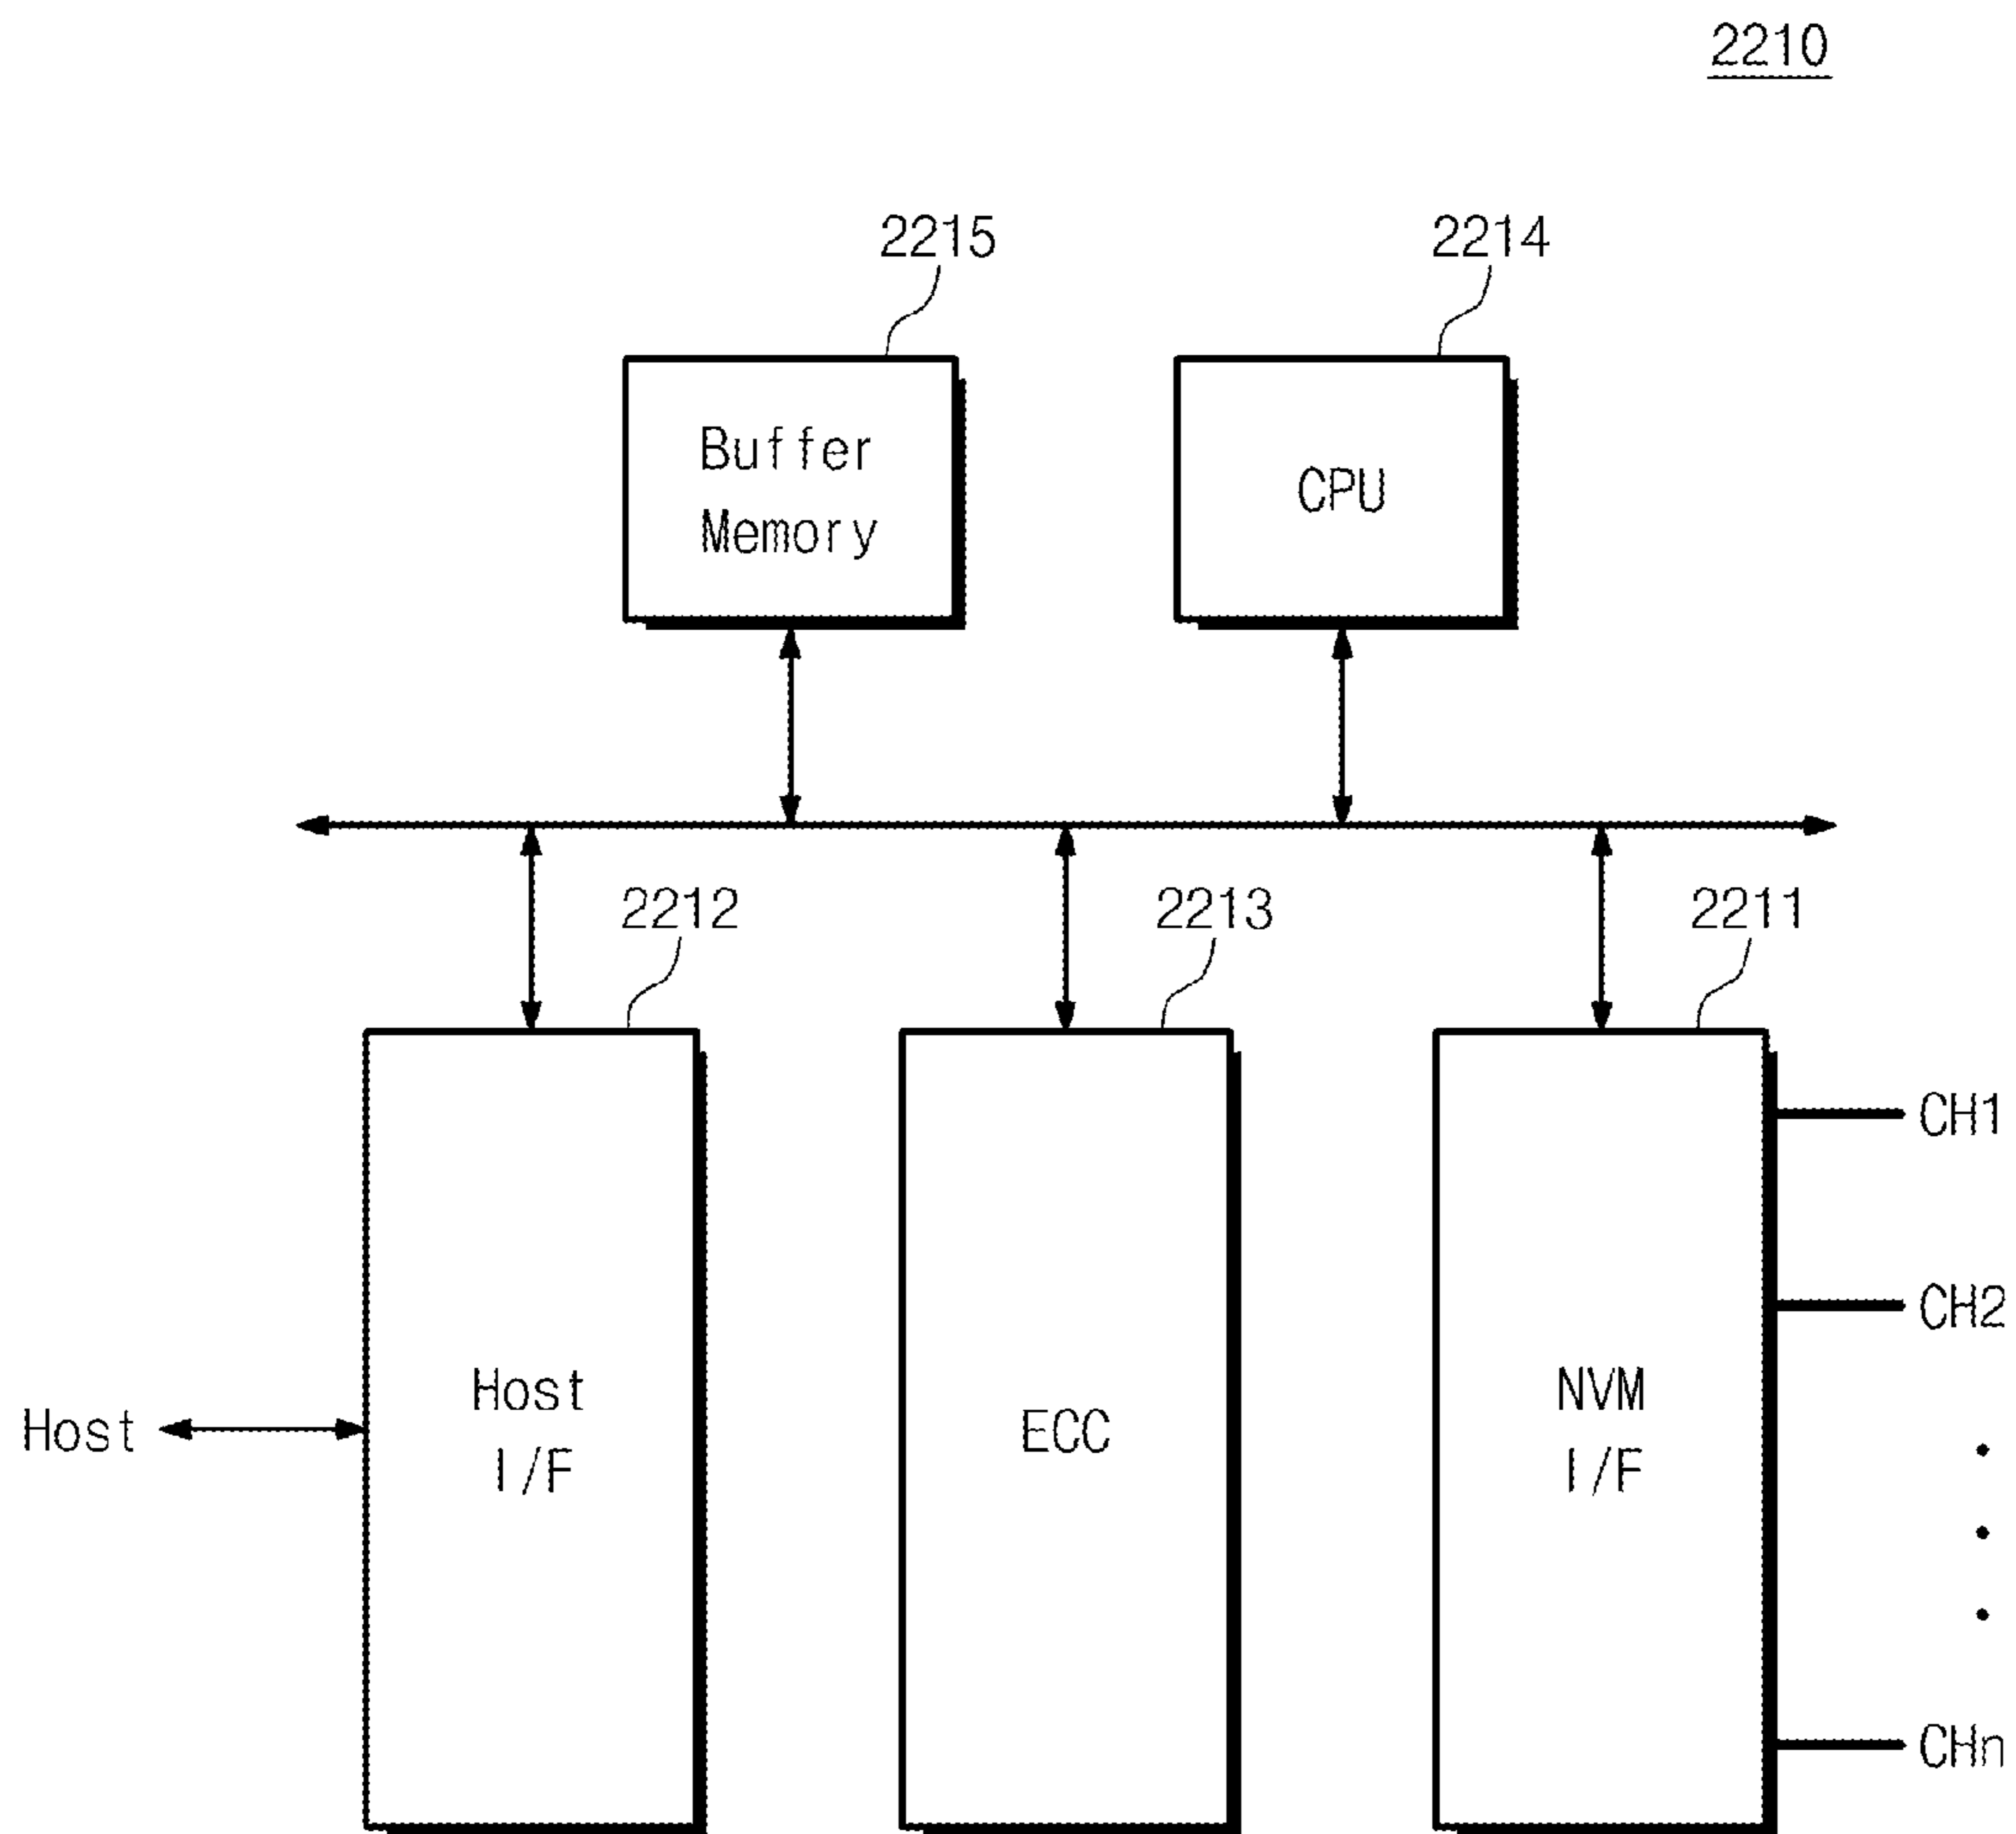 2210
2215
2214
Buffer
Memory
CPU
2212
2213
2211
CH1
CH2
Host
I/F
ECC
NVM
I/F
Host
CHn